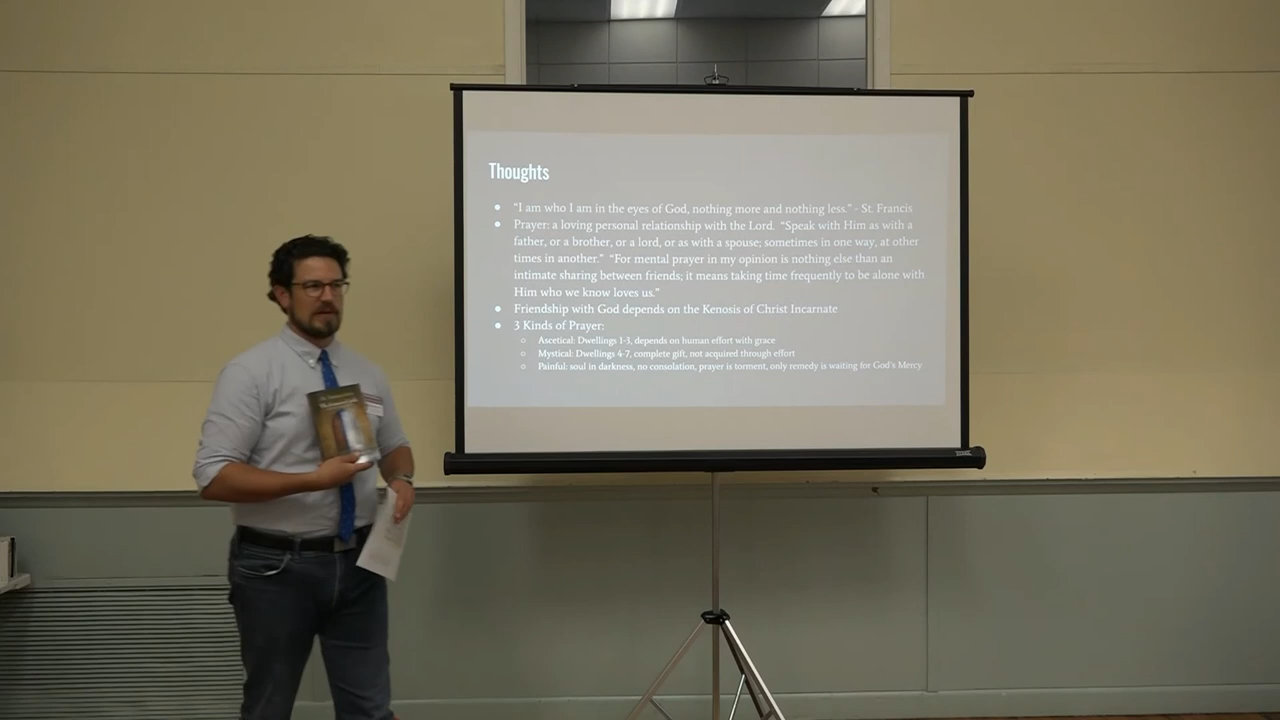 Thoughts
● "I am who I am in the eyes of God, nothing more and nothing less." - St. Francis
● Prayer: a loving personal relationship with the Lord. "Speak with Him as with a
father, or a brother, or a lord, or as with a spouse; sometimes in one way, at other
times in another." "For mental prayer in my opinion is nothing else than an
intimate sharing between friends; it means taking time frequently to be alone with
Him who we know loves us."
● Friendship with God depends on the Kenosis of Christ Incarnate
● 3 Kinds of Prayer:
○ Ascetical: Dwellings 1-3, depends on human effort with grace
○ Mystical: Dwellings 4-7, complete gift, not acquired through effort
○ Painful: soul in darkness, no consolation, prayer is torment, only remedy is waiting for God's Mercy